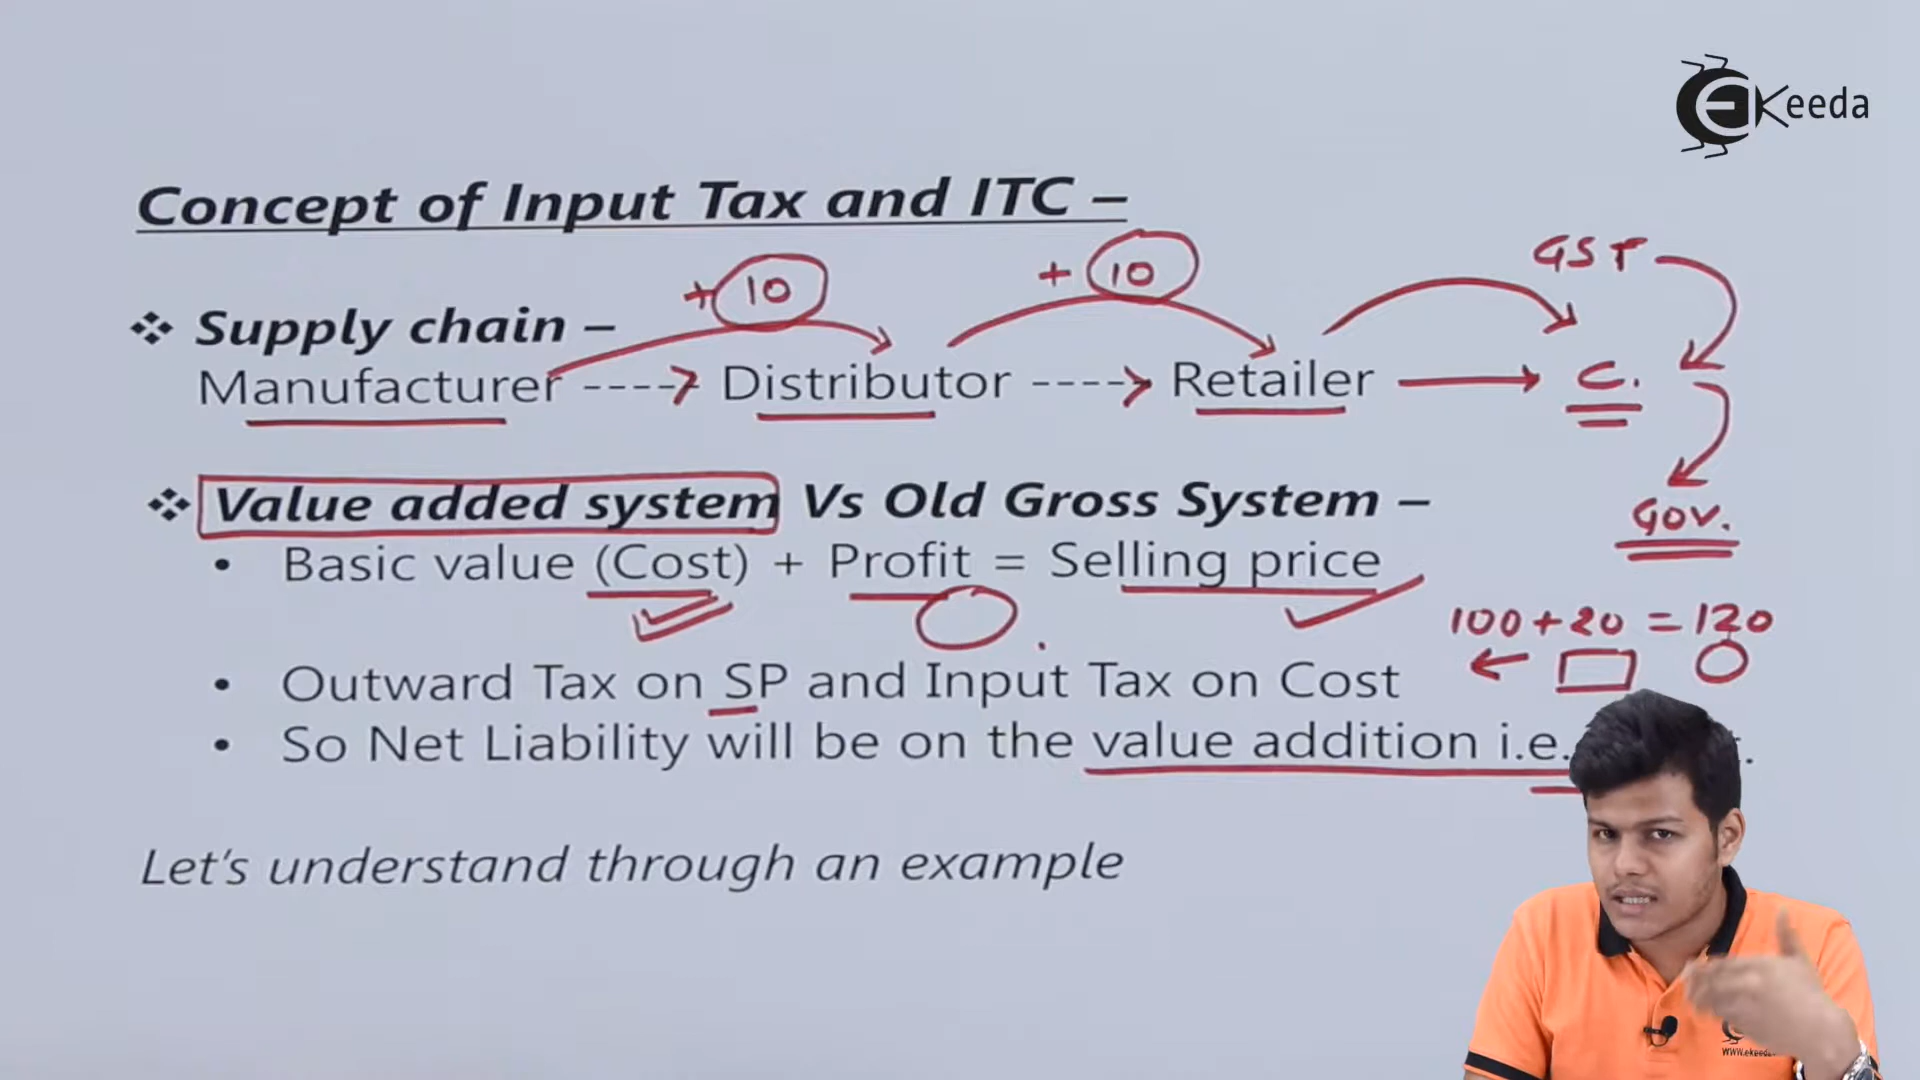 EKeeda
Concept of Input Tax and ITC –
GST
+ 10
+ 10
❖ Supply chain –
Manufacturer ----> Distributor ----> Retailer → C.
❖ Value added system Vs Old Gross System –
GOV.
• Basic value (Cost) + Profit = Selling price
100 + 20 = 120
• Outward Tax on SP and Input Tax on Cost
• So Net Liability will be on the value addition i.e.
Let's understand through an example